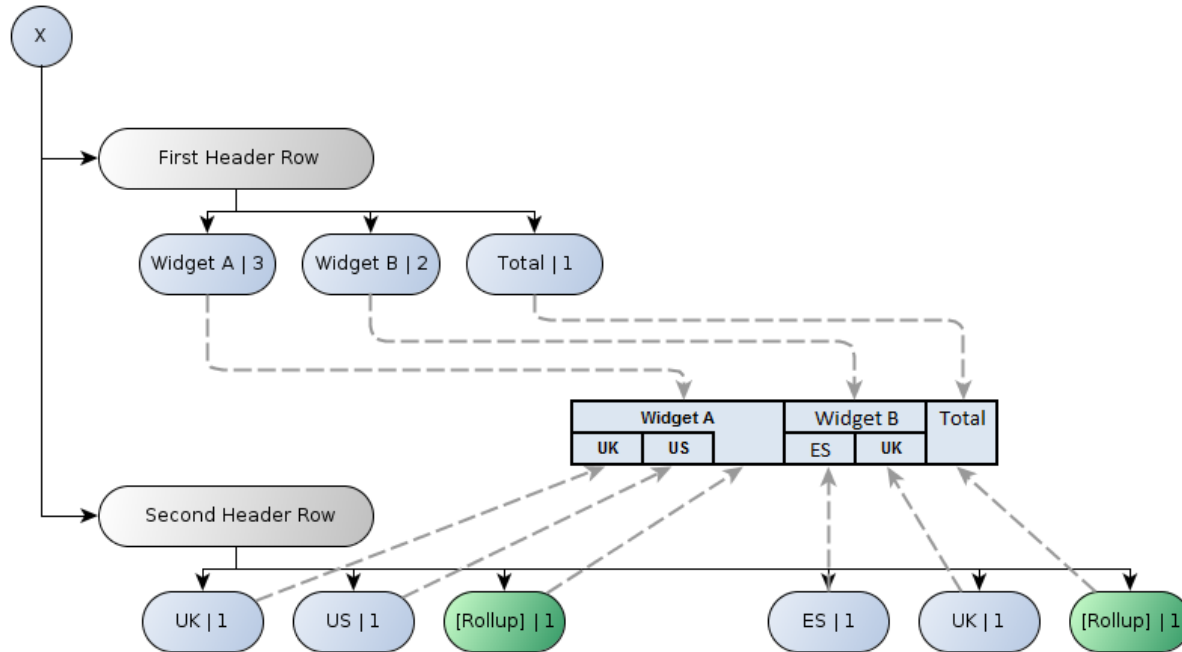 X
First Header Row
Widget A | 3
Widget B | 2
Total | 1
Widget A
Widget B
Total
UK
US
ES
UK
Second Header Row
UK | 1
US | 1
[Rollup] | 1
ES | 1
UK | 1
[Rollup] | 1